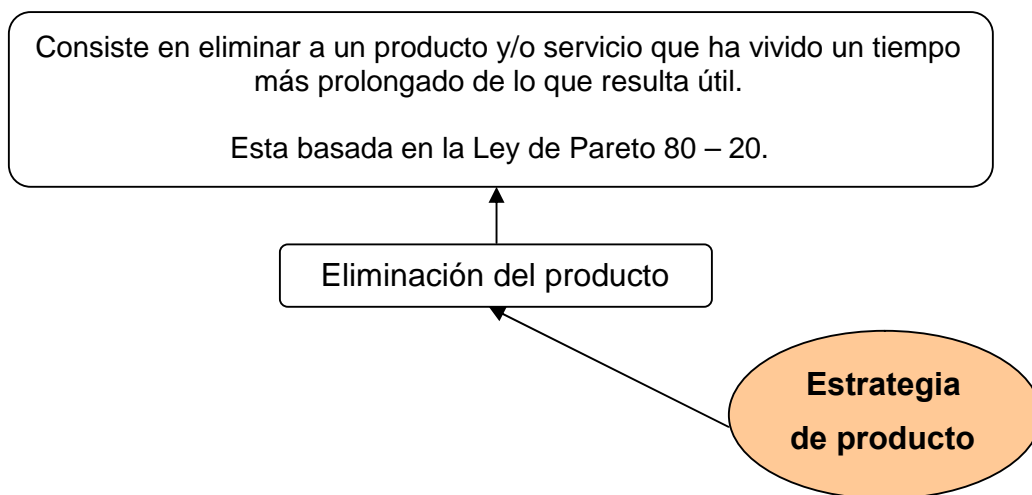 Consiste en eliminar a un producto y/o servicio que ha vivido un tiempo
más prolongado de lo que resulta útil.
Esta basada en la Ley de Pareto 80 – 20.
Eliminación del producto
Estrategia
de producto